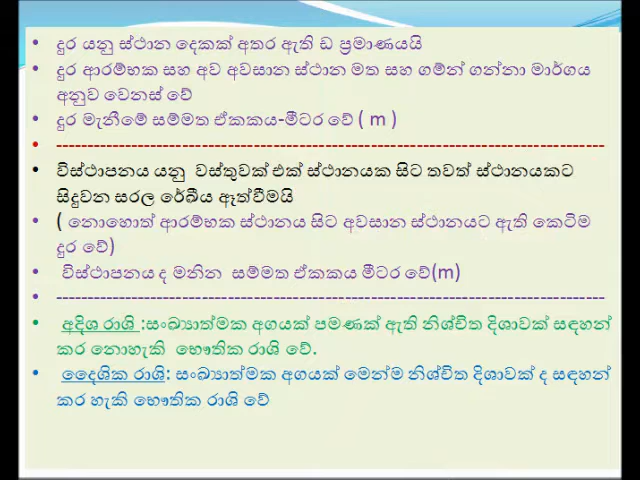 • දුර යනු ස්ථාන දෙකක් අතර ඇති ඩ ප්‍රමාණයයි
• දුර ආරම්භක සහ අව අවසාන ස්ථාන මත සහ ගමන් ගන්නා මාර්ගය
අනුව වෙනස් වේ
• දුර මැනීමේ සම්මත ඒකකය-මීටර වේ ( m )
• ----------------------------------------------------------------------------------------
• විස්ථාපනය යනු වස්තුවක් එක් ස්ථානයක සිට තවත් ස්ථානයකට
සිදුවන සරල රේඛීය ඈත්වීමයි
• ( නොහොත් ආරම්භක ස්ථානය සිට අවසාන ස්ථානයට ඇති කෙටිම
දුර වේ)
• විස්ථාපනය ද මනින සම්මත ඒකකය මීටර වේ(m)
• ----------------------------------------------------------------------------------------
• අදිශ රාශි :සංඛ්‍යාත්මක අගයක් පමණක් ඇති නිශ්චිත දිශාවක් සඳහන්
කර නොහැකි භෞතික රාශි වේ.
• දෛශික රාශි: සංඛ්‍යාත්මක අගයක් මෙන්ම නිශ්චිත දිශාවක් ද සඳහන්
කර හැකි භෞතික රාශි වේ